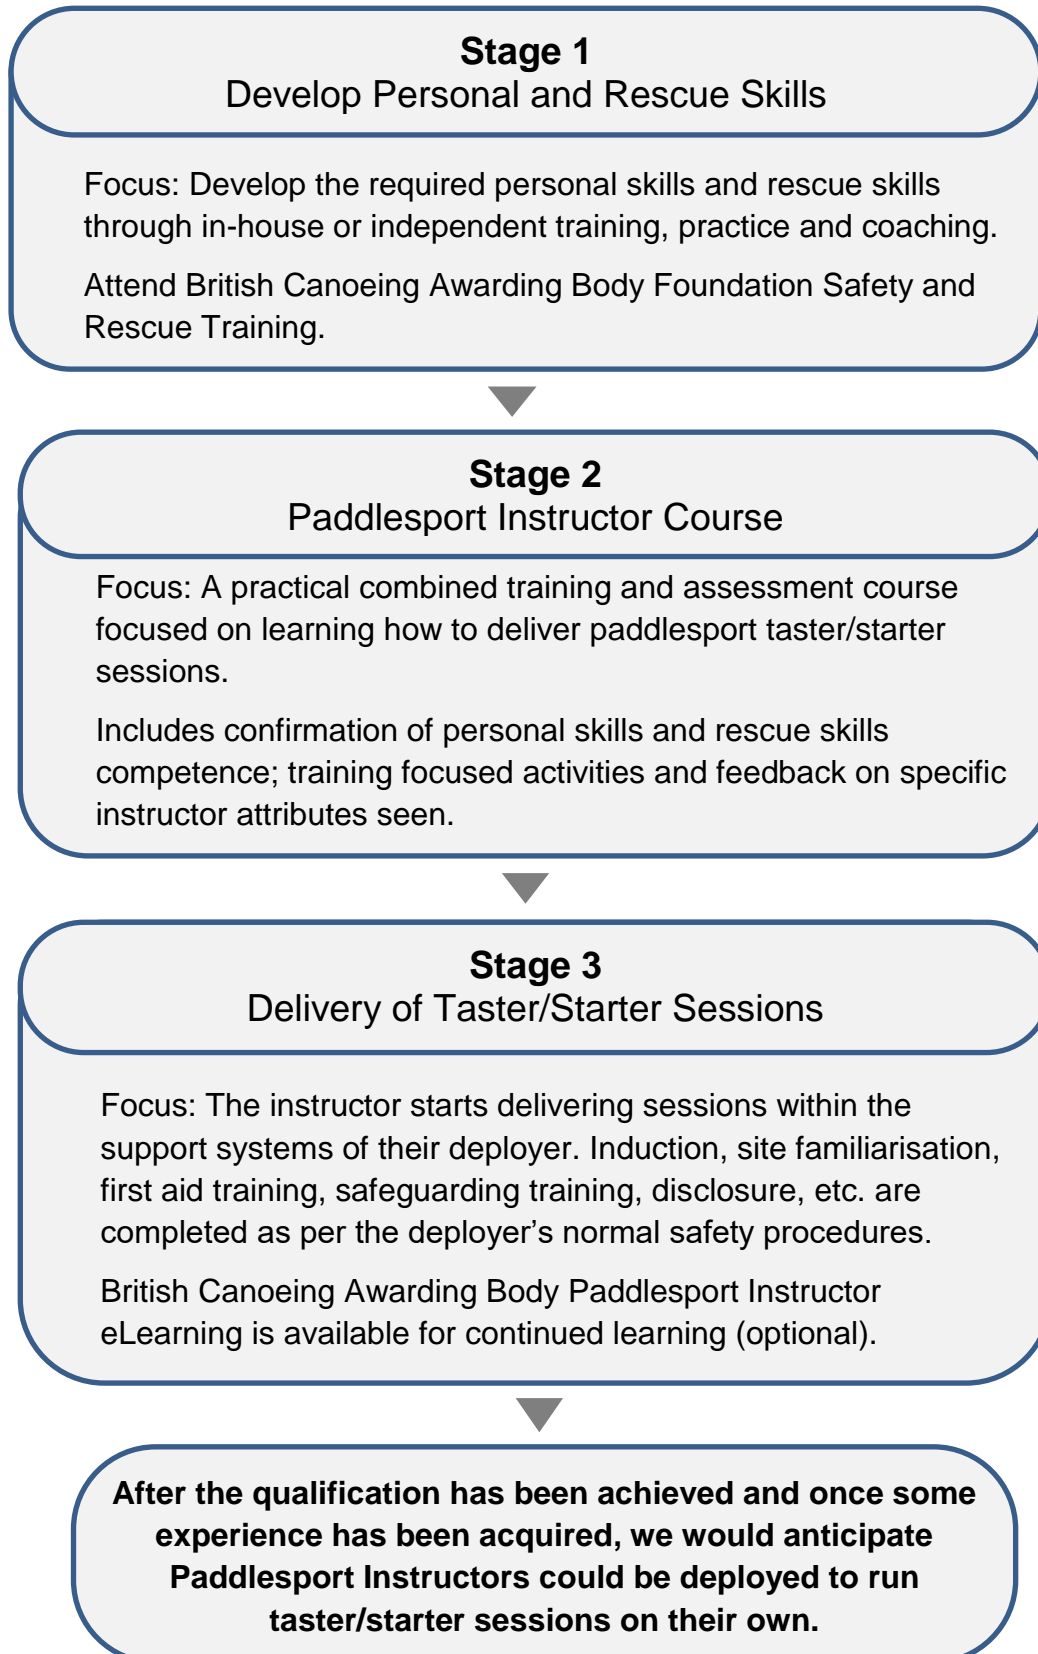 Stage 1
Develop Personal and Rescue Skills
Focus: Develop the required personal skills and rescue skills
through in-house or independent training, practice and coaching.
Attend British Canoeing Awarding Body Foundation Safety and
Rescue Training.
Stage 2
Paddlesport Instructor Course
Focus: A practical combined training and assessment course
focused on learning how to deliver paddlesport taster/starter
sessions.
Includes confirmation of personal skills and rescue skills
competence; training focused activities and feedback on specific
instructor attributes seen.
Stage 3
Delivery of Taster/Starter Sessions
Focus: The instructor starts delivering sessions within the
support systems of their deployer. Induction, site familiarisation,
first aid training, safeguarding training, disclosure, etc. are
completed as per the deployer’s normal safety procedures.
British Canoeing Awarding Body Paddlesport Instructor
eLearning is available for continued learning (optional).
After the qualification has been achieved and once some
experience has been acquired, we would anticipate
Paddlesport Instructors could be deployed to run
taster/starter sessions on their own.